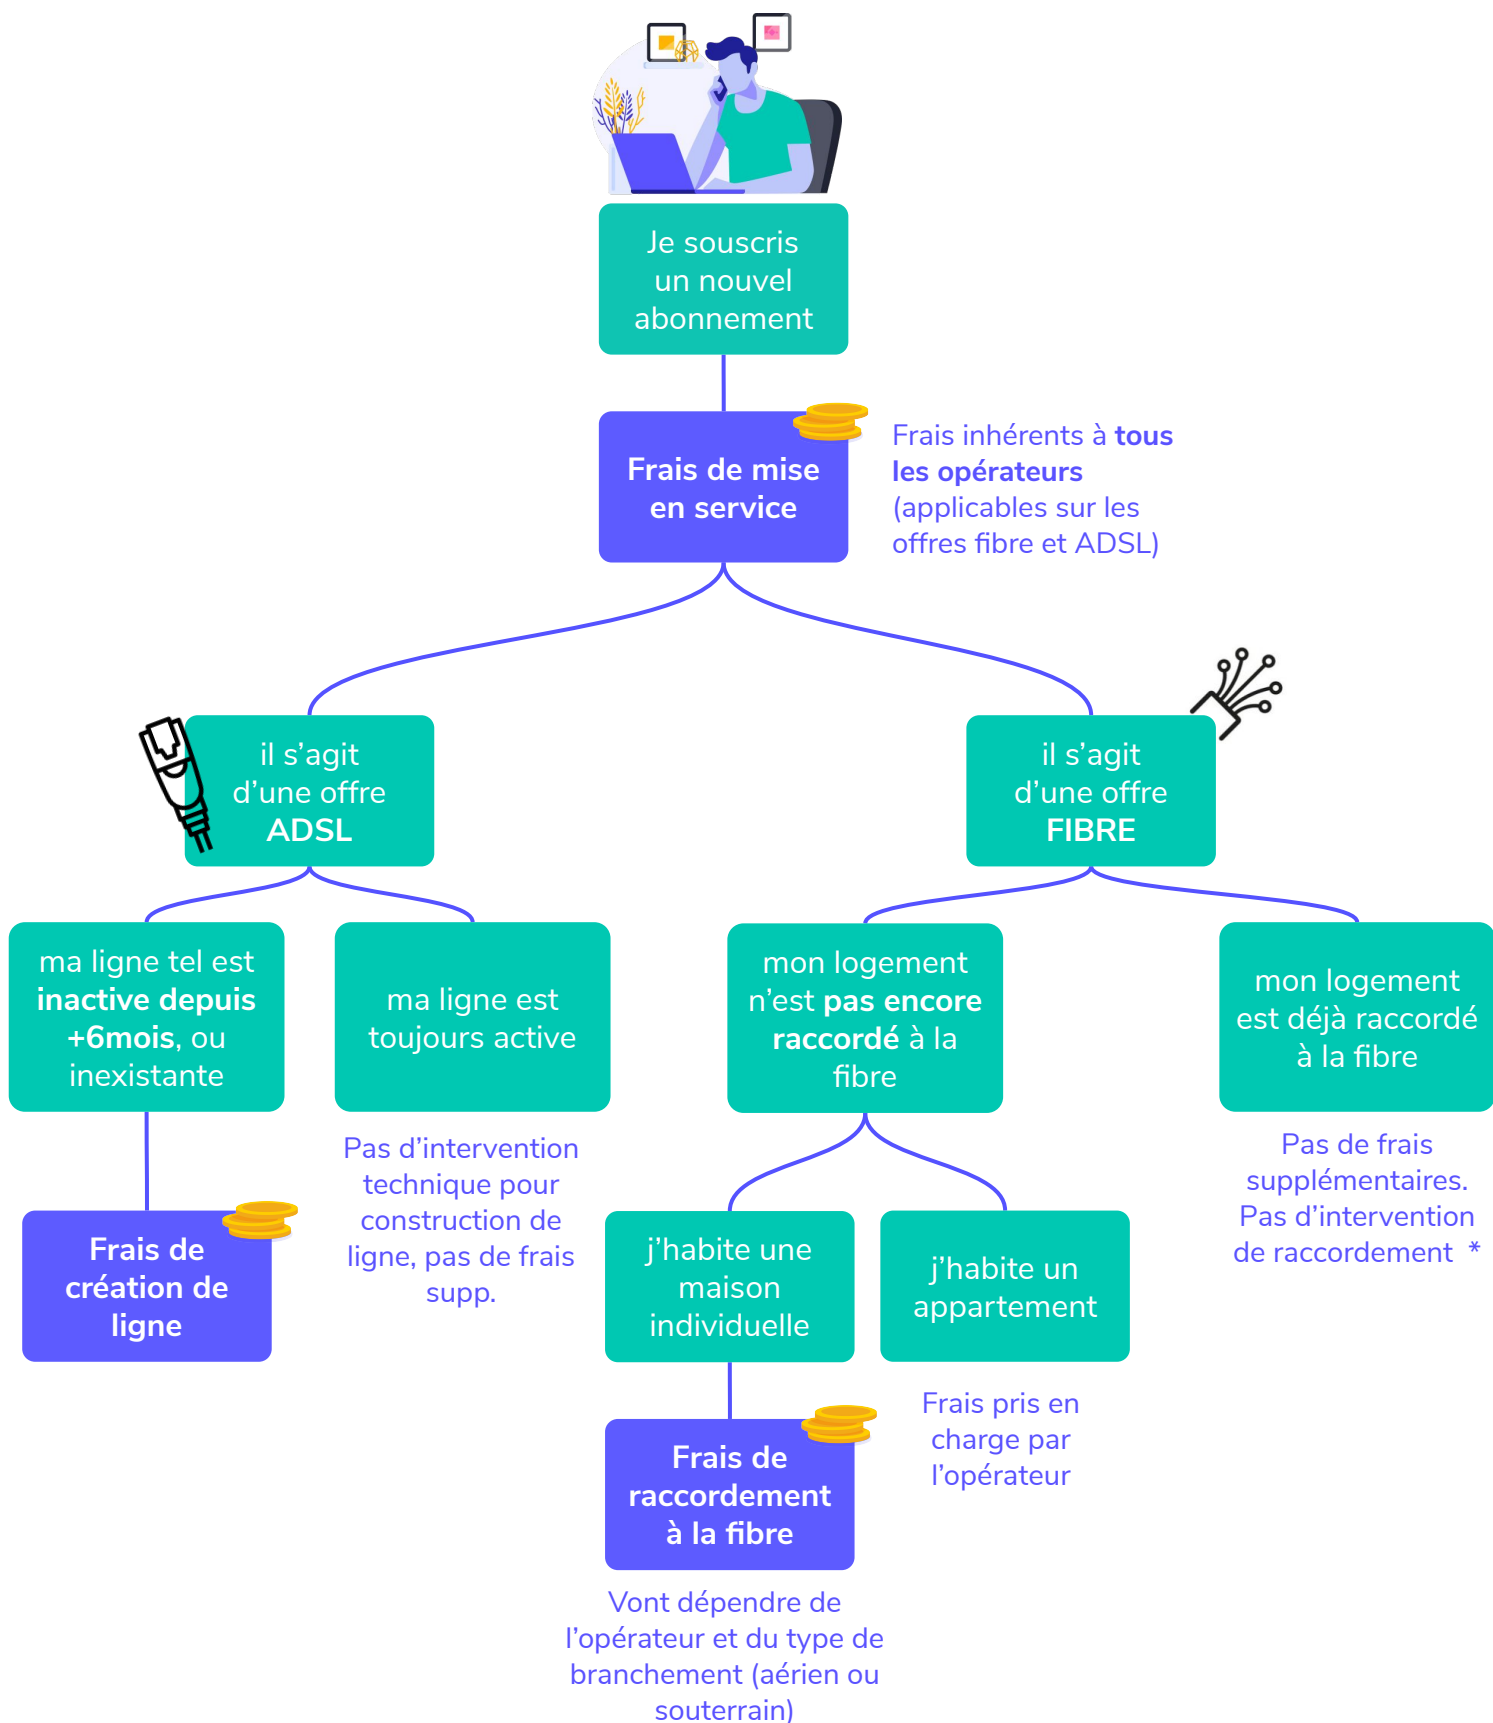 Je souscris
un nouvel
abonnement
Frais de mise
en service
Frais inhérents à tous
les opérateurs
(applicables sur les
offres fibre et ADSL)
il s’agit
d’une offre
ADSL
il s’agit
d’une offre
FIBRE
ma ligne tel est
inactive depuis
+6mois, ou
inexistante
ma ligne est
toujours active
mon logement
n’est pas encore
raccordé à la
fibre
mon logement
est déjà raccordé
à la fibre
Pas d’intervention
technique pour
construction de
ligne, pas de frais
supp.
Pas de frais
supplémentaires.
Pas d’intervention
de raccordement *
Frais de
création de
ligne
j’habite une
maison
individuelle
j’habite un
appartement
Frais pris en
charge par
l’opérateur
Frais de
raccordement
à la fibre
Vont dépendre de
l’opérateur et du type de
branchement (aérien ou
souterrain)